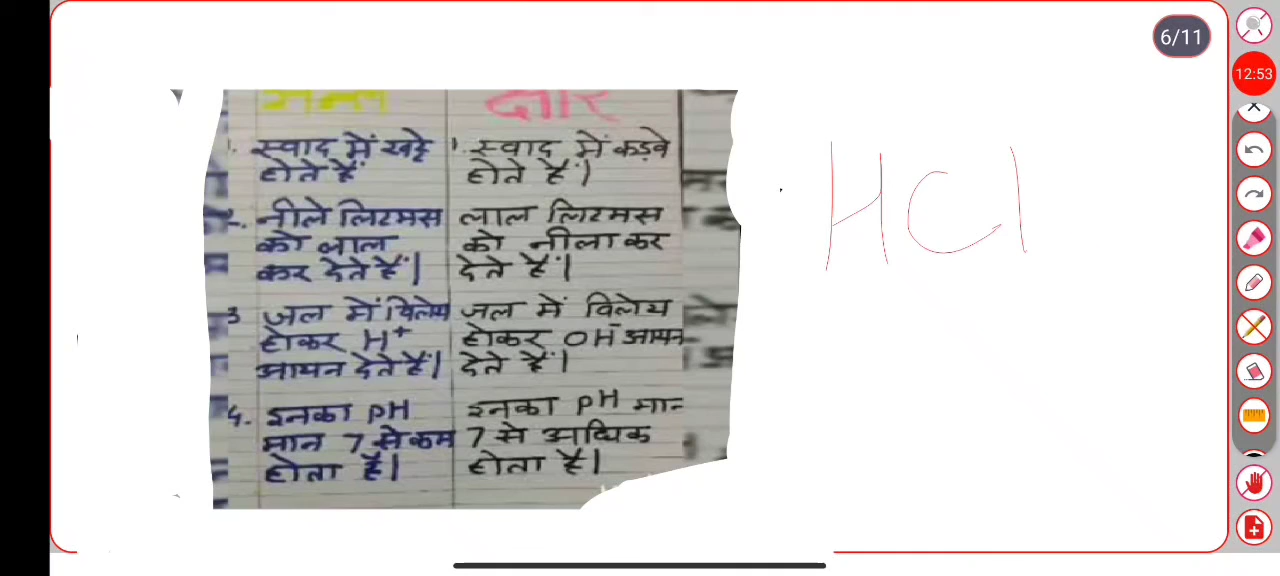 6/11
12:53
अम्ल
क्षार
1. स्वाद में खट्टे
होते हैं
1. स्वाद में कड़वे
होते हैं।
2. नीले लिटमस
को लाल
कर देते हैं।
लाल लिटमस
को नीला कर
देते हैं।
3 जल में विलेय
होकर H⁺
आयन देते हैं।
जल में विलेय
होकर OH⁻ आयन
देते हैं।
4. इनका PH
मान 7 से कम
होता है।
इनका PH मान
7 से अधिक
होता है।
HCl